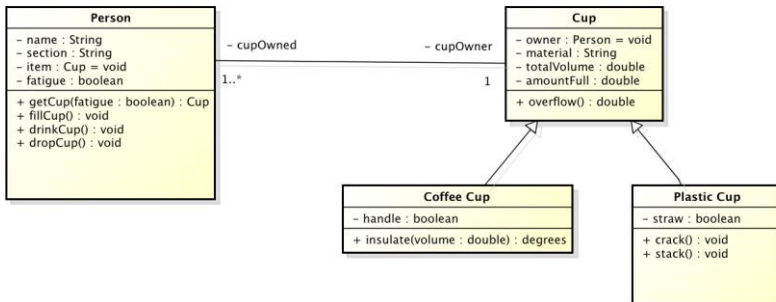 Person
- name : String
- section : String
- item : Cup = void
- fatigue : boolean
+ getCup(fatigue : boolean) : Cup
+ fillCup() : void
+ drinkCup() : void
+ dropCup() : void
- cupOwned
1..*
- cupOwner
1
Cup
- owner : Person = void
- material : String
- totalVolume : double
- amountFull : double
+ overflow() : double
Coffee Cup
- handle : boolean
+ insulate(volume : double) : degrees
Plastic Cup
- straw : boolean
+ crack() : void
+ stack() : void